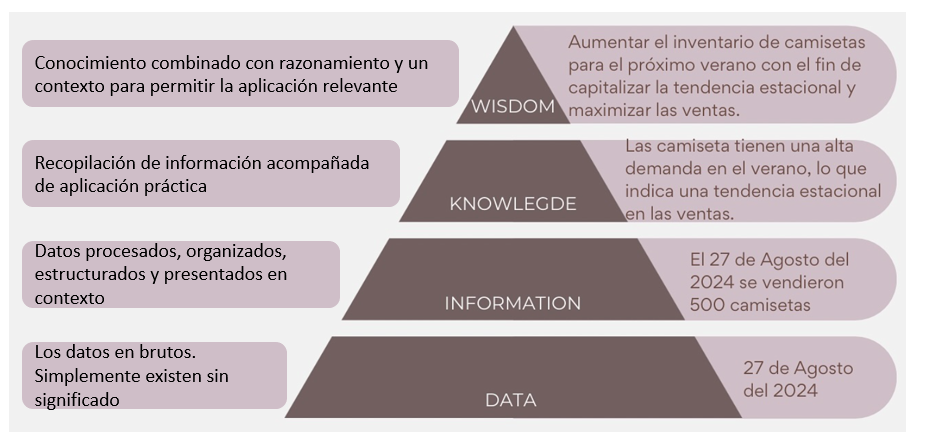 Conocimiento combinado con razonamiento y un
contexto para permitir la aplicación relevante
WISDOM
Aumentar el inventario de camisetas
para el próximo verano con el fin de
capitalizar la tendencia estacional y
maximizar las ventas.
Recopilación de información acompañada
de aplicación práctica
KNOWLEGDE
Las camiseta tienen una alta
demanda en el verano, lo que
indica una tendencia estacional
en las ventas.
Datos procesados, organizados,
estructurados y presentados en
contexto
INFORMATION
El 27 de Agosto del
2024 se vendieron
500 camisetas
Los datos en brutos.
Simplemente existen sin
significado
DATA
27 de Agosto
del 2024